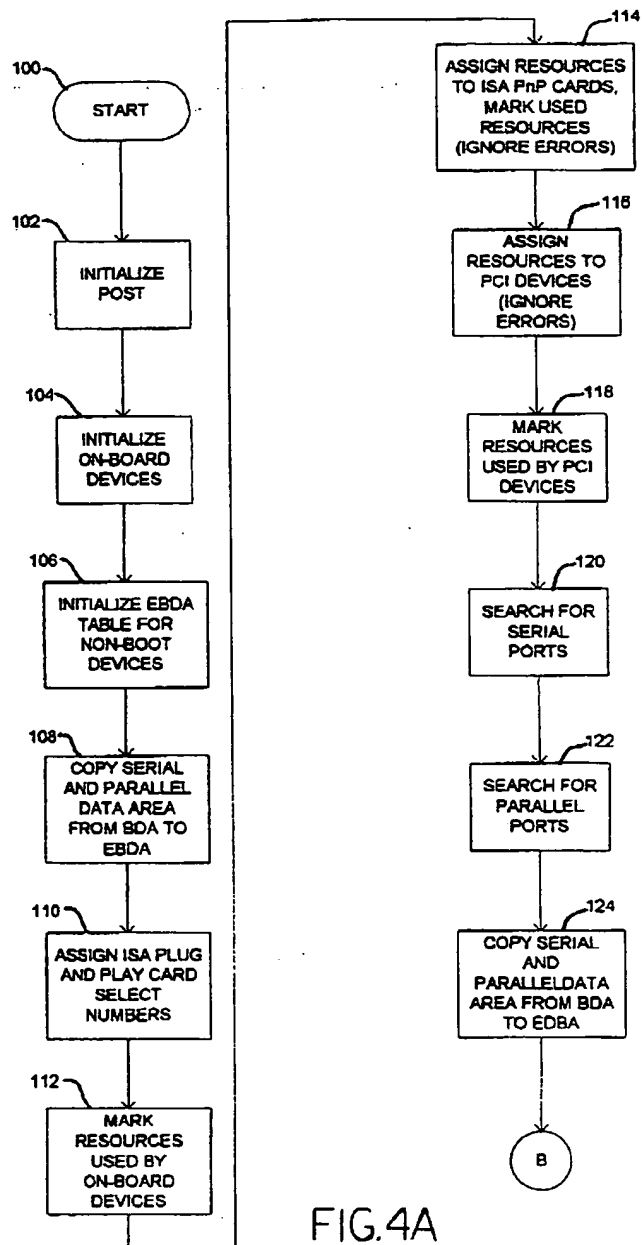 100
START
102
INITIALIZE
POST
104
INITIALIZE
ON-BOARD
DEVICES
106
INITIALIZE EBDA
TABLE FOR
NON-BOOT
DEVICES
108
COPY SERIAL
AND PARALLEL
DATA AREA
FROM BDA TO
EBDA
110
ASSIGN ISA PLUG
AND PLAY CARD
SELECT
NUMBERS
112
MARK
RESOURCES
USED BY
ON-BOARD
DEVICES
114
ASSIGN RESOURCES
TO ISA PnP CARDS,
MARK USED
RESOURCES
(IGNORE ERRORS)
116
ASSIGN
RESOURCES TO
PCI DEVICES
(IGNORE
ERRORS)
118
MARK
RESOURCES
USED BY PCI
DEVICES
120
SEARCH FOR
SERIAL
PORTS
122
SEARCH FOR
PARALLEL
PORTS
124
COPY SERIAL
AND
PARALLELDATA
AREA FROM BDA
TO EDBA
B
FIG.4A